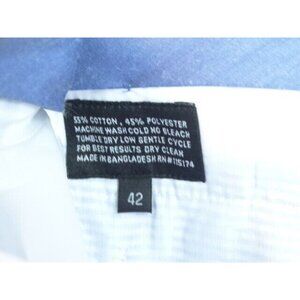 55% COTTON, 45% POLYESTER
MACHINE WASH COLD NO BLEACH
TUMBLE DRY LOW GENTLE CYCLE
FOR BEST RESULTS DRY CLEAN
MADE IN BANGLADESH RN#115174
42